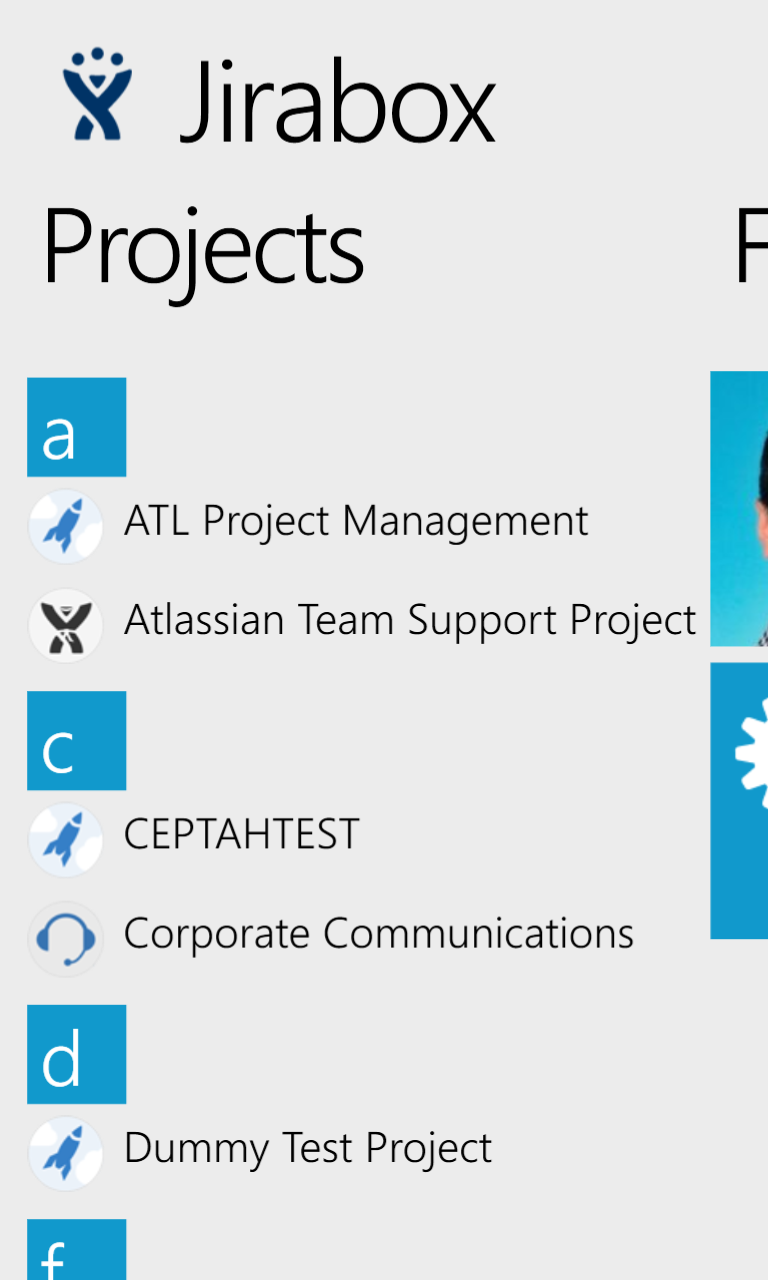 Jirabox
Projects
F
a
ATL Project Management
Atlassian Team Support Project
c
CEPTAHTEST
Corporate Communications
d
Dummy Test Project
f